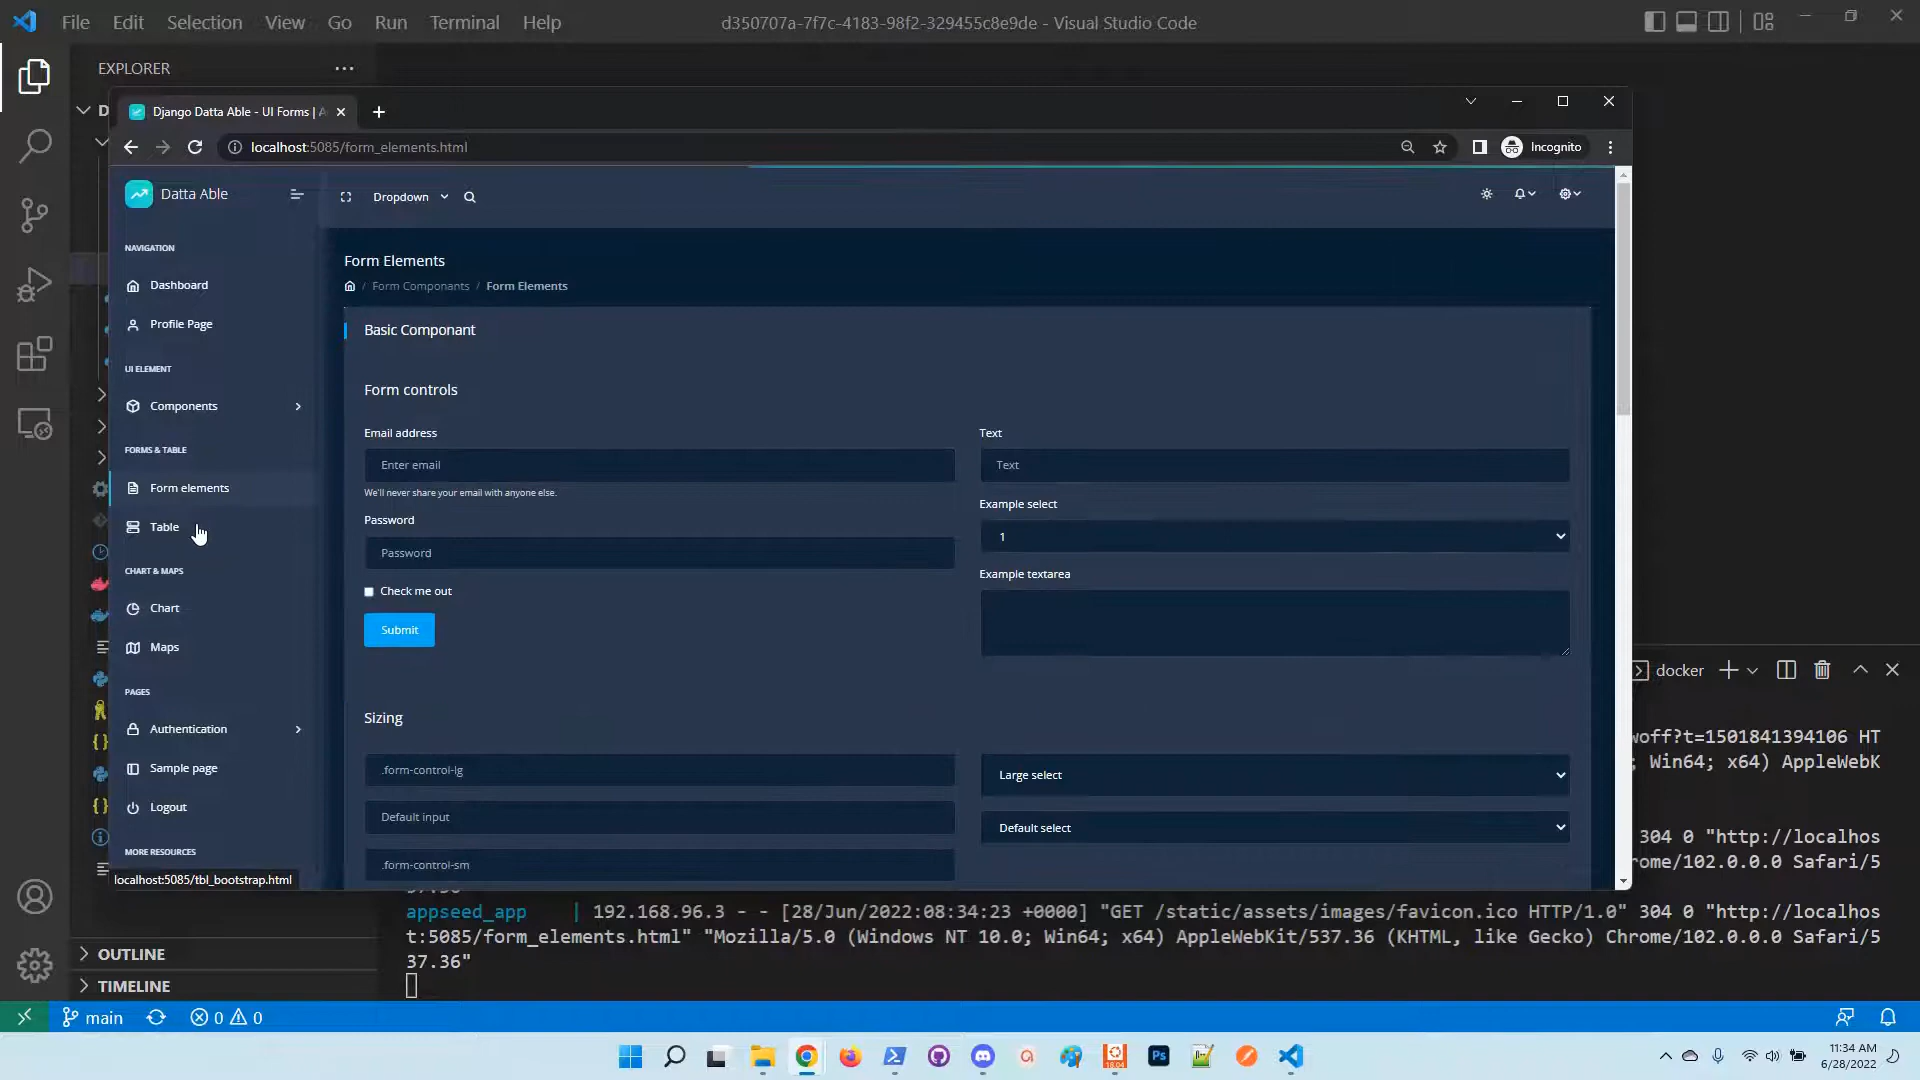 File Edit Selection View Go Run Terminal Help
d350707a-7f7c-4183-98f2-329455c8e9de - Visual Studio Code
EXPLORER
Django Datta Able - UI Forms |
localhost:5085/form_elements.html
Incognito
Datta Able
Dropdown
NAVIGATION
Dashboard
Profile Page
UI ELEMENT
Components
FORMS & TABLE
Form elements
Table
CHART & MAPS
Chart
Maps
PAGES
Authentication
Sample page
Logout
MORE RESOURCES
localhost:5085/tbl_bootstrap.html
Form Elements
/ Form Components / Form Elements
Basic Componant
Form controls
Email address
Enter email
We'll never share your email with anyone else.
Password
Password
Check me out
Submit
Text
Text
Example select
1
Example textarea
Sizing
.form-control-lg
Default input
.form-control-sm
Large select
Default select
docker
woff?t=1501841394106 HT
; Win64; x64) AppleWebK
304 0 "http://localhos
rome/102.0.0.0 Safari/5
appseed_app | 192.168.96.3 - - [28/Jun/2022:08:34:23 +0000] "GET /static/assets/images/favicon.ico HTTP/1.0" 304 0 "http://localhos
t:5085/form_elements.html" "Mozilla/5.0 (Windows NT 10.0; Win64; x64) AppleWebKit/537.36 (KHTML, like Gecko) Chrome/102.0.0.0 Safari/5
37.36"
OUTLINE
TIMELINE
main 0 0
11:34 AM
6/28/2022